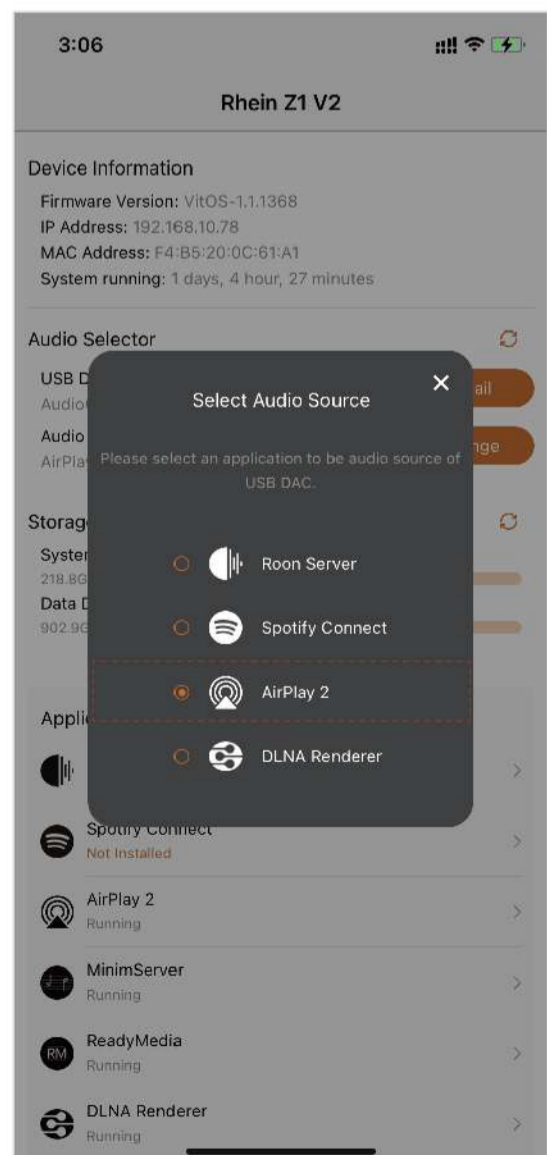 3:06
Rhein Z1 V2
Device Information
Firmware Version: VitOS-1.1.1368
IP Address: 192.168.10.78
MAC Address: F4:B5:20:0C:61:A1
System running: 1 days, 4 hour, 27 minutes
Audio Selector
USB D
ail
Audio
Select Audio Source
Audio
nge
AirPla
Please select an application to be audio source of
USB DAC.
Storag
System
218.8G
Roon Server
Data D
902.9G
Spotify Connect
AirPlay 2
Appli
DLNA Renderer
Spotify Connect
Not Installed
AirPlay 2
Running
MinimServer
Running
RM
ReadyMedia
Running
DLNA Renderer
Running